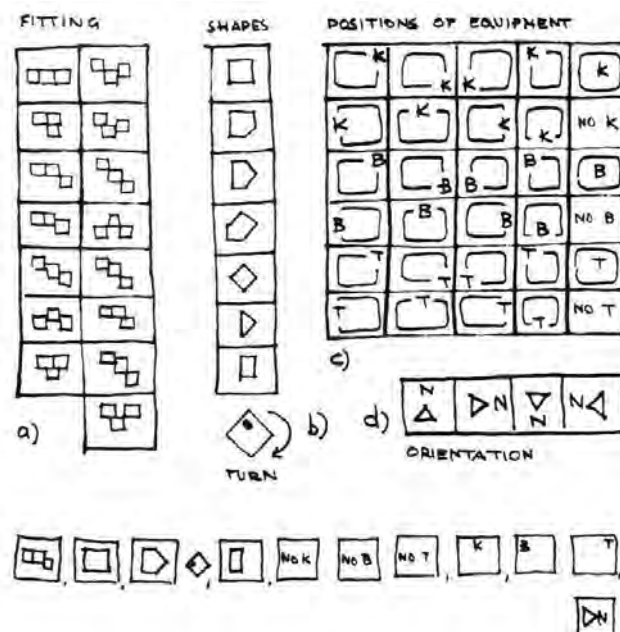 FITTING
SHAPES
POSITIONS OF EQUIPMENT
K K K K K
K K K K NO K
B B B B B
B B B B NO B
T T T T T
T T T T NO T
a)
TURN
b)
c)
d)
N N N N
ORIENTATION
NO K, NO B, NO T, K, B, T,
N